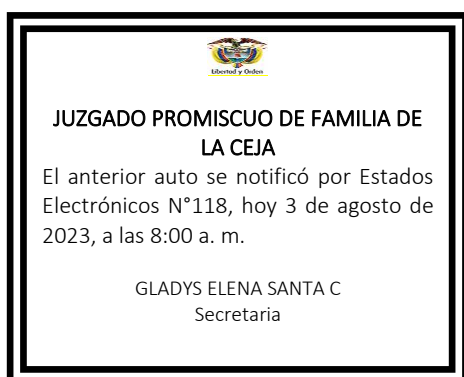 Libertad y Orden
JUZGADO PROMISCUO DE FAMILIA DE
LA CEJA
El anterior auto se notificó por Estados
Electrónicos N°118, hoy 3 de agosto de
2023, a las 8:00 a. m.
GLADYS ELENA SANTA C
Secretaria